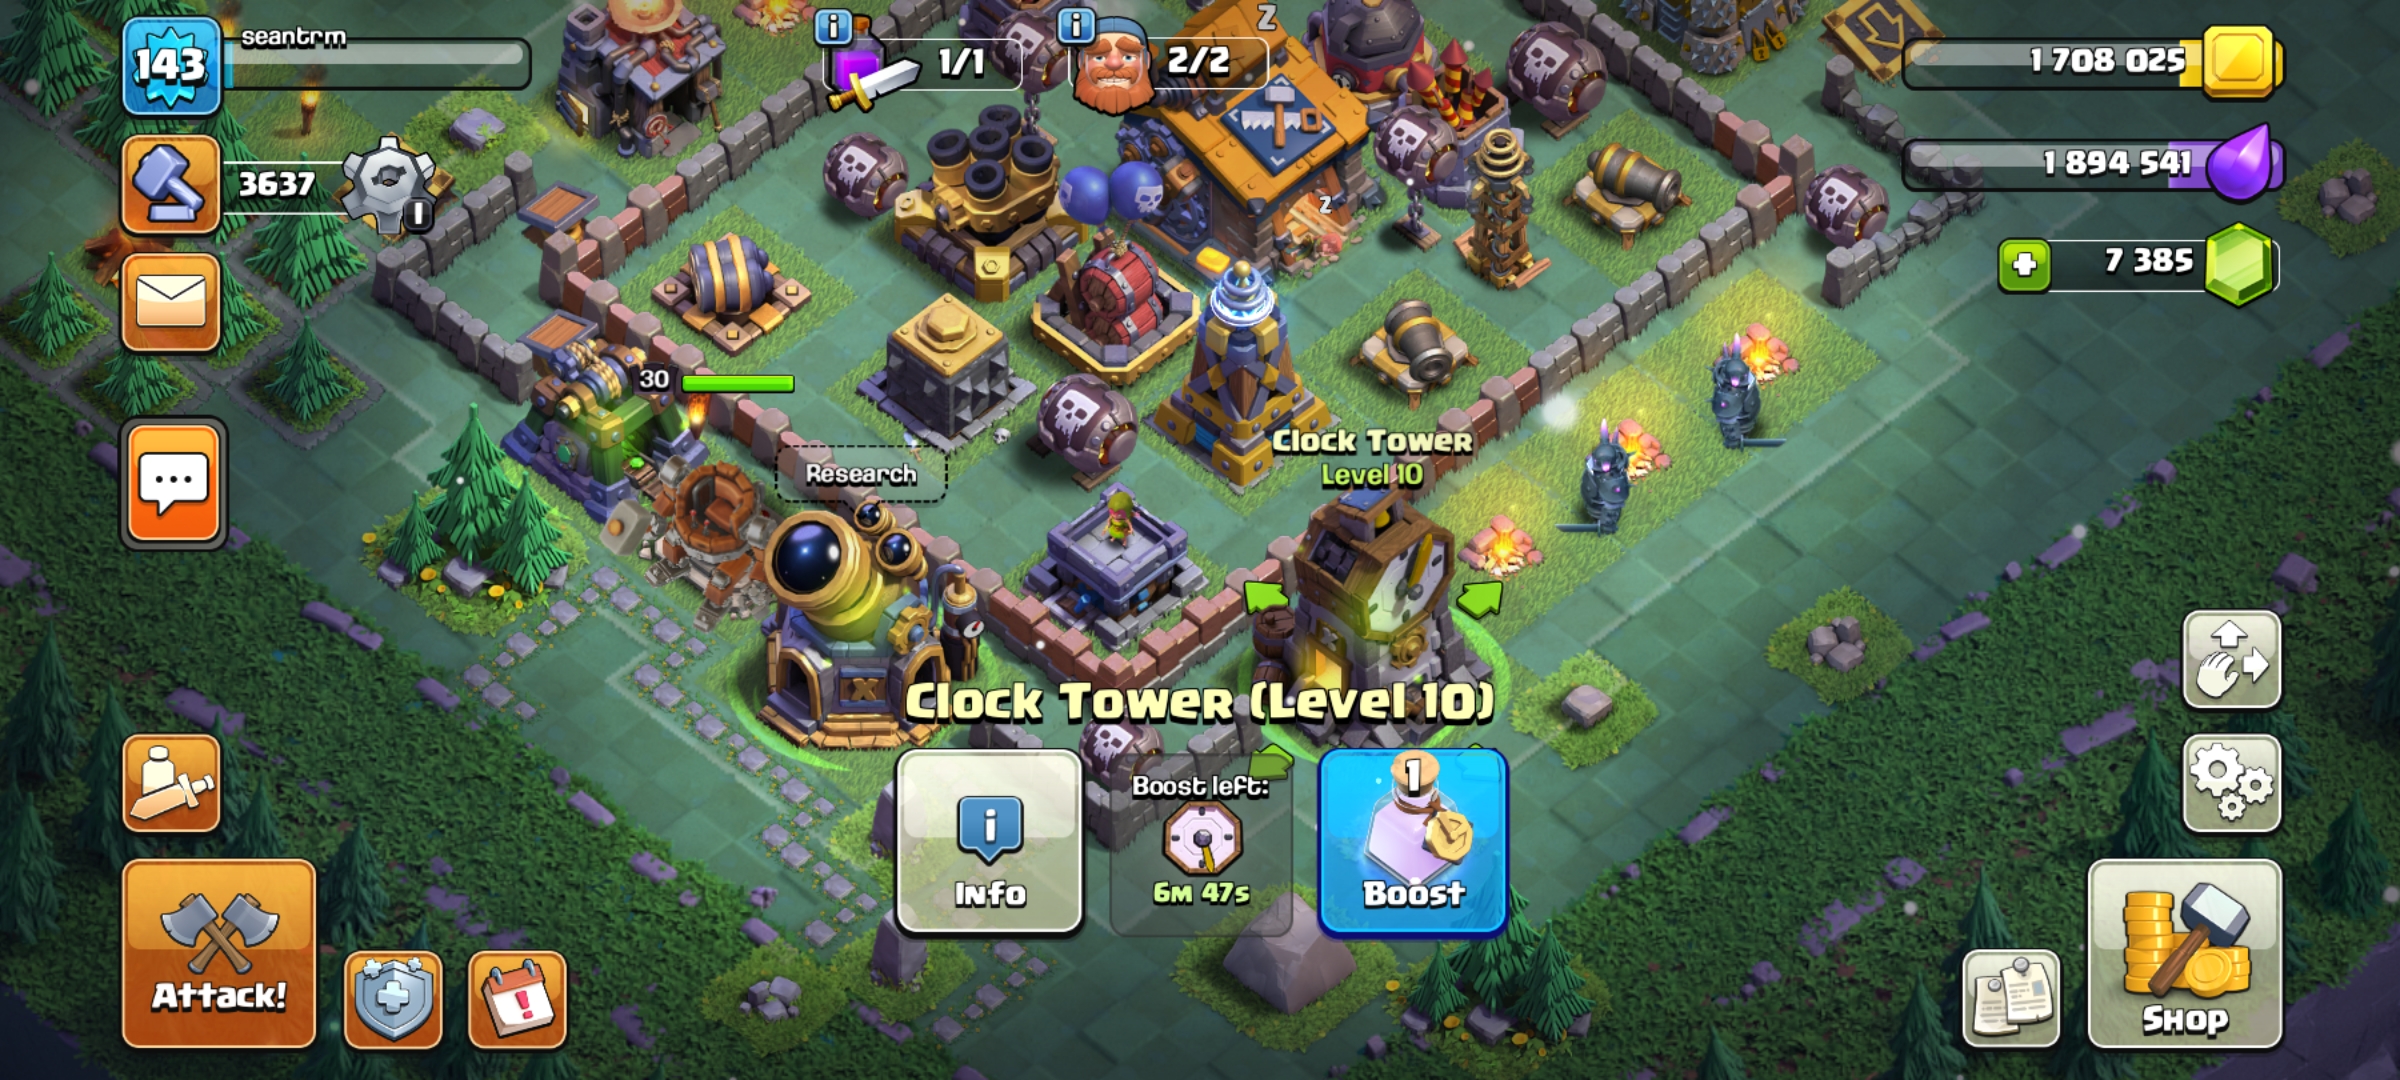 143
seantrm
1/1
2/2
1 708 025
3637
1
1 894 541
7 385
z
z
30
Research
Clock Tower
Level 10
Clock Tower (Level 10)
Info
Boost left:
6M 47s
1
Boost
Attack!
Shop